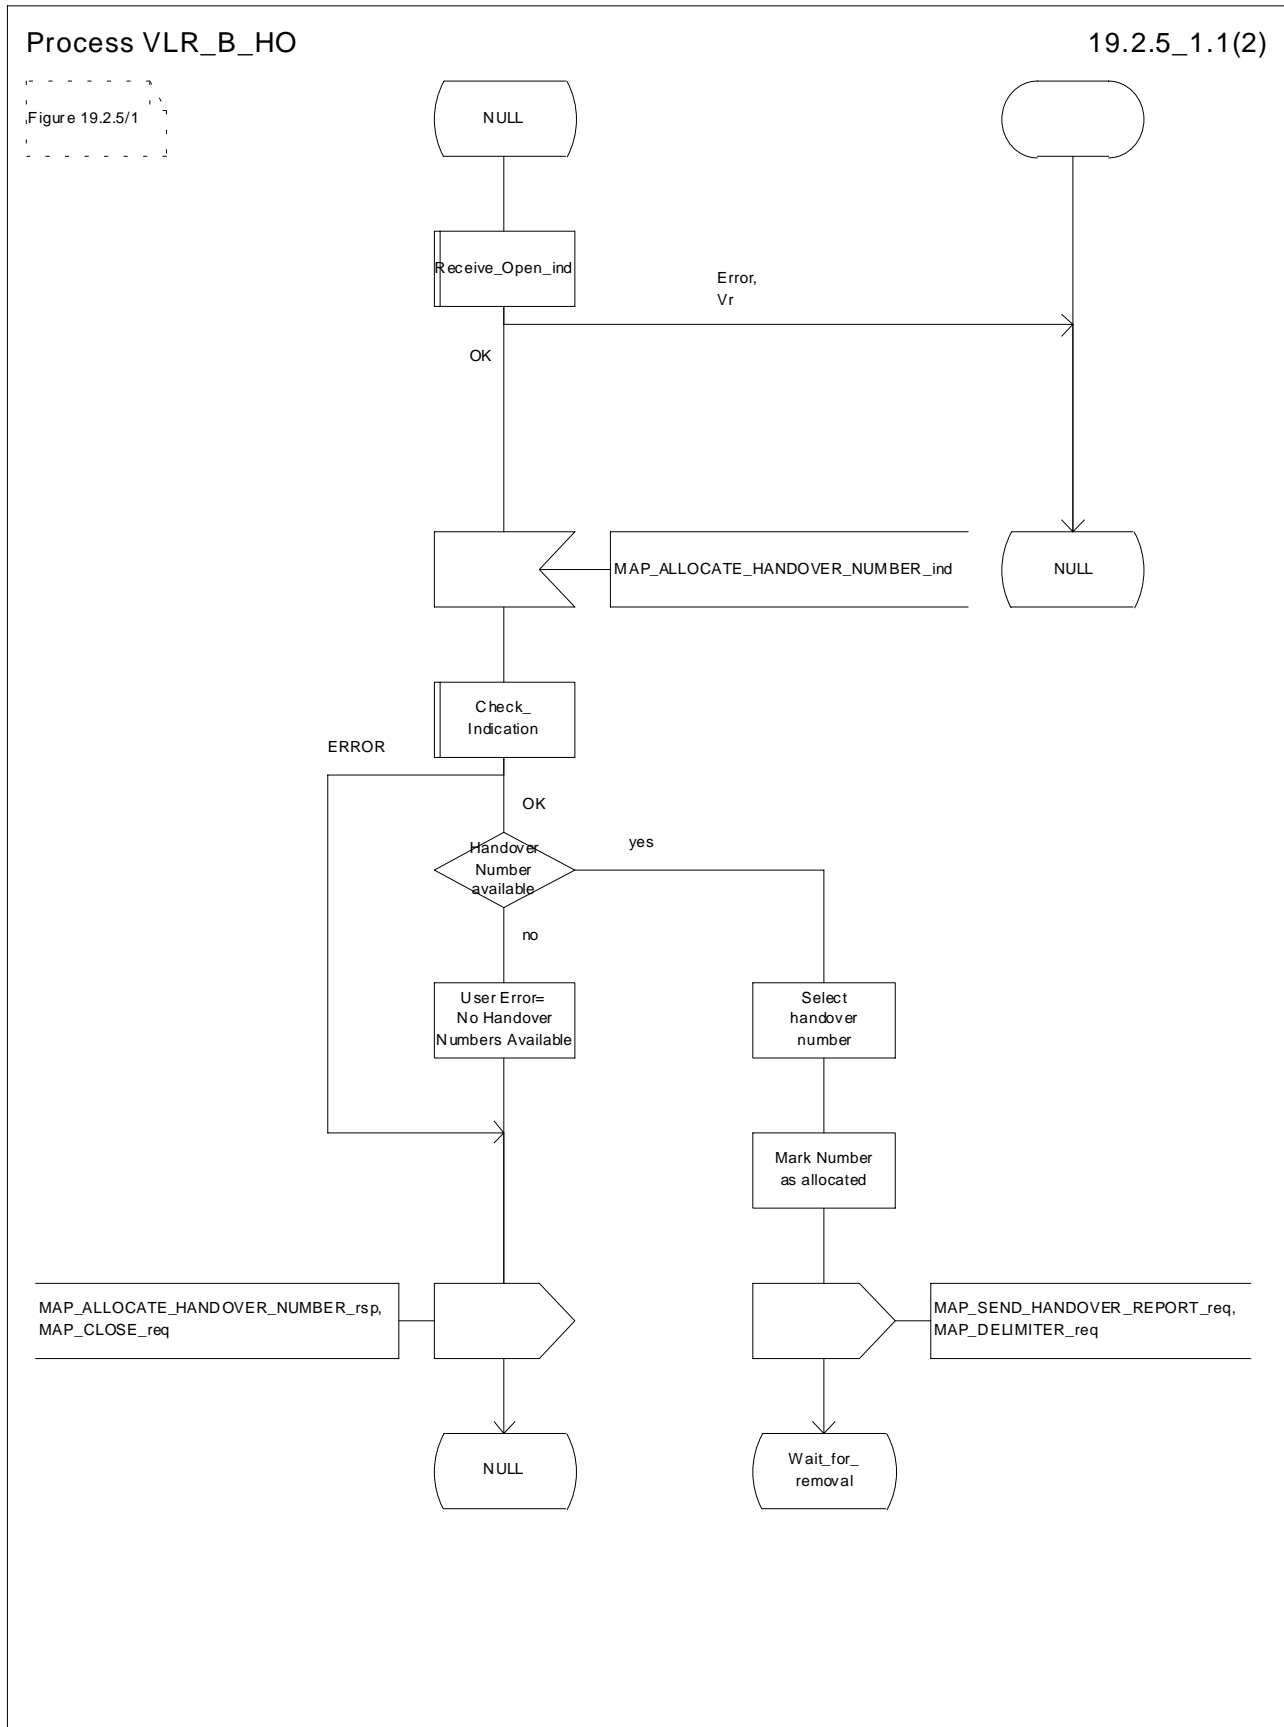 Process VLR_B_HO
19.2.5_1.1(2)
Figure 19.2.5/1
NULL
Receive_Open_ind
Error,
Vr
OK
MAP_ALLOCATE_HANDOVER_NUMBER_ind
NULL
Check_
Indication
ERROR
OK
Handover
Number
available
yes
no
User Error=
No Handover
Numbers Available
Select
handover
number
Mark Number
as allocated
MAP_ALLOCATE_HANDOVER_NUMBER_rsp,
MAP_CLOSE_req
MAP_SEND_HANDOVER_REPORT_req,
MAP_DELIMITER_req
NULL
Wait_for_
removal